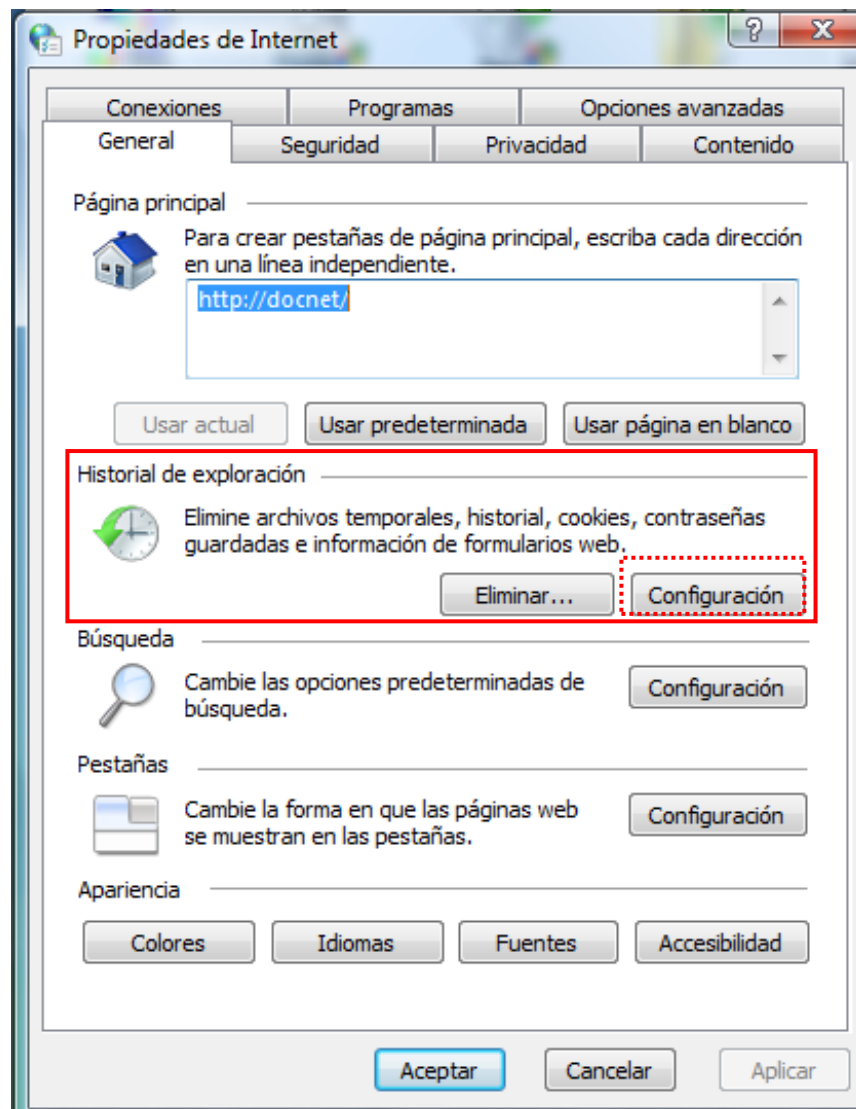 Propiedades de Internet
Conexiones Programas Opciones avanzadas
General Seguridad Privacidad Contenido
Página principal
Para crear pestañas de página principal, escriba cada dirección
en una línea independiente.
http://docnet/
Usar actual Usar predeterminada Usar página en blanco
Historial de exploración
Elimine archivos temporales, historial, cookies, contraseñas
guardadas e información de formularios web.
Eliminar... Configuración
Búsqueda
Cambie las opciones predeterminadas de
búsqueda.
Configuración
Pestañas
Cambie la forma en que las páginas web
se muestran en las pestañas.
Configuración
Apariencia
Colores Idiomas Fuentes Accesibilidad
Aceptar Cancelar Aplicar